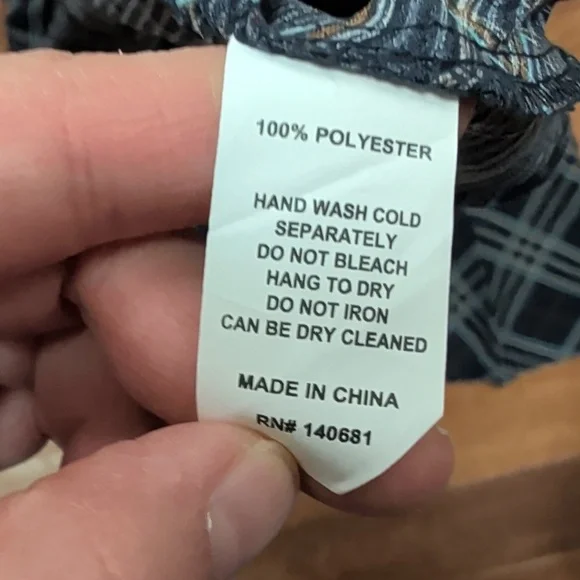 100% POLYESTER
HAND WASH COLD
SEPARATELY
DO NOT BLEACH
HANG TO DRY
DO NOT IRON
CAN BE DRY CLEANED
MADE IN CHINA
RN# 140681